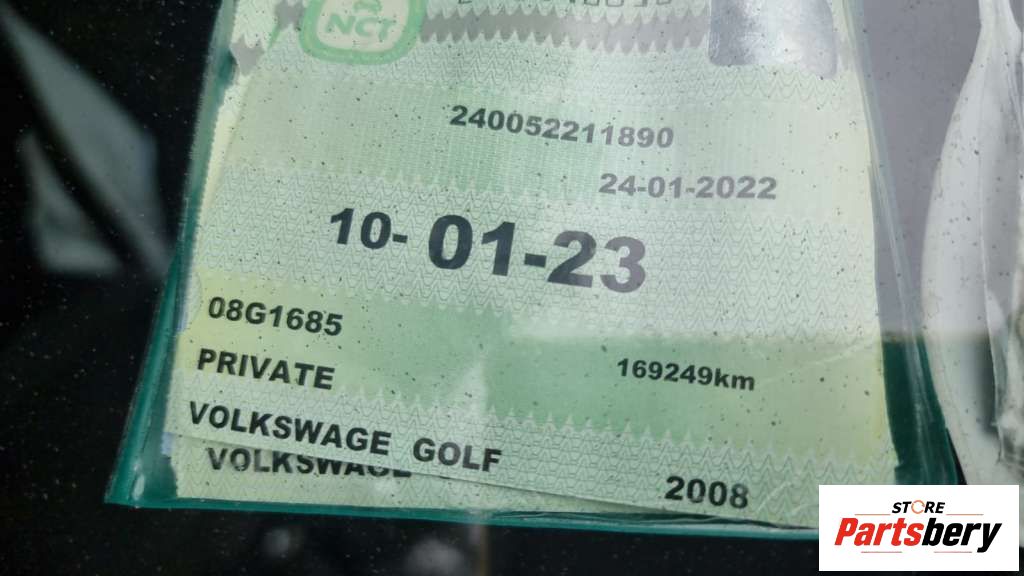 NCT
240052211890
24-01-2022
10- 01-23
08G1685
169249km
PRIVATE
VOLKSWAGE GOLF
VOLKSWAGE
2008
STORE
Partsbery